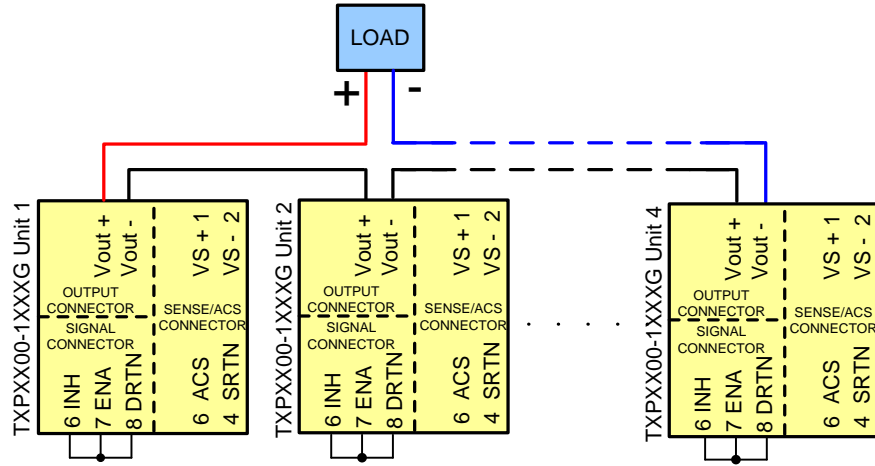 LOAD
+
-
TXPXX00-1XXXG Unit 1
Vout +
Vout -
VS + 1
VS - 2
OUTPUT
CONNECTOR
SIGNAL
CONNECTOR
SENSE/ACS
CONNECTOR
6 INH
7 ENA
8 DRTN
6 ACS
4 SRTN
TXPXX00-1XXXG Unit 2
Vout +
Vout -
VS + 1
VS - 2
OUTPUT
CONNECTOR
SIGNAL
CONNECTOR
SENSE/ACS
CONNECTOR
6 INH
7 ENA
8 DRTN
6 ACS
4 SRTN
. . . .
TXPXX00-1XXXG Unit 4
Vout +
Vout -
VS + 1
VS - 2
OUTPUT
CONNECTOR
SIGNAL
CONNECTOR
SENSE/ACS
CONNECTOR
6 INH
7 ENA
8 DRTN
6 ACS
4 SRTN